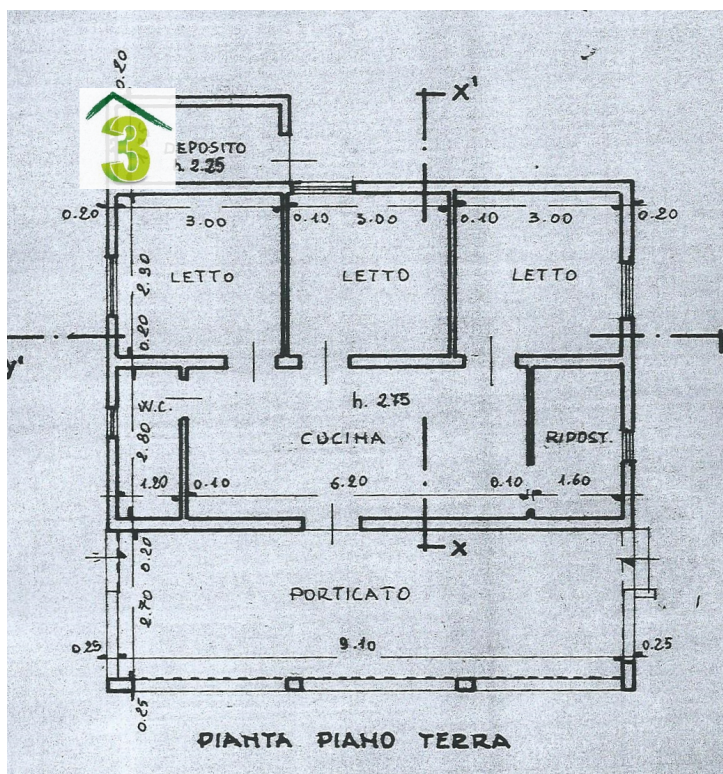 0.20
X'
3
DEPOSITO
h. 2.25
0.20 3.00 0.10 3.00 0.10 3.00 0.20
LETTO LETTO LETTO
2.90
0.20
y'
h. 275
W.C.
CUCINA
RIPOST.
2.80
1.20 0.10 6.20 0.10 1.60
0.20
X
PORTICATO
2.70
0.25 9.10 0.25
0.25
PIANTA PIANO TERRA